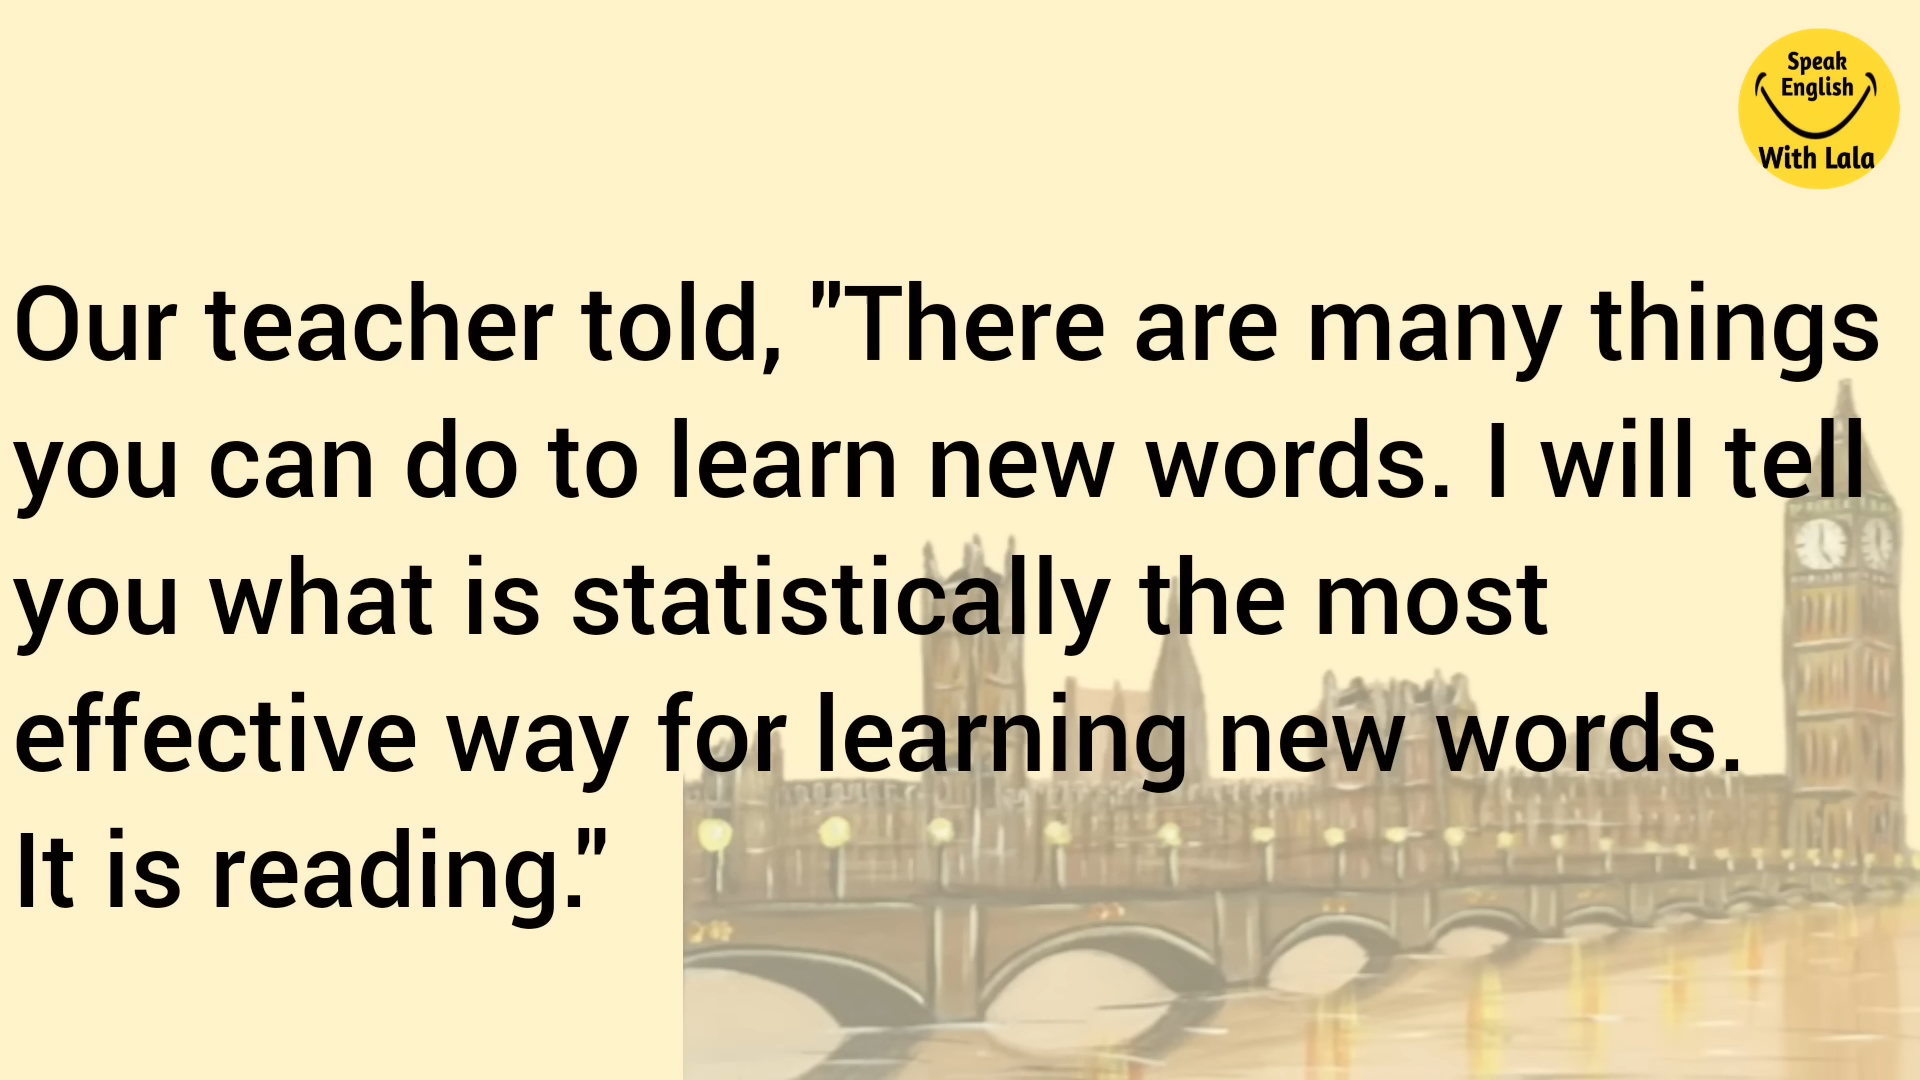 Speak
English
With Lala
Our teacher told, "There are many things
you can do to learn new words. I will tell
you what is statistically the most
effective way for learning new words.
It is reading."